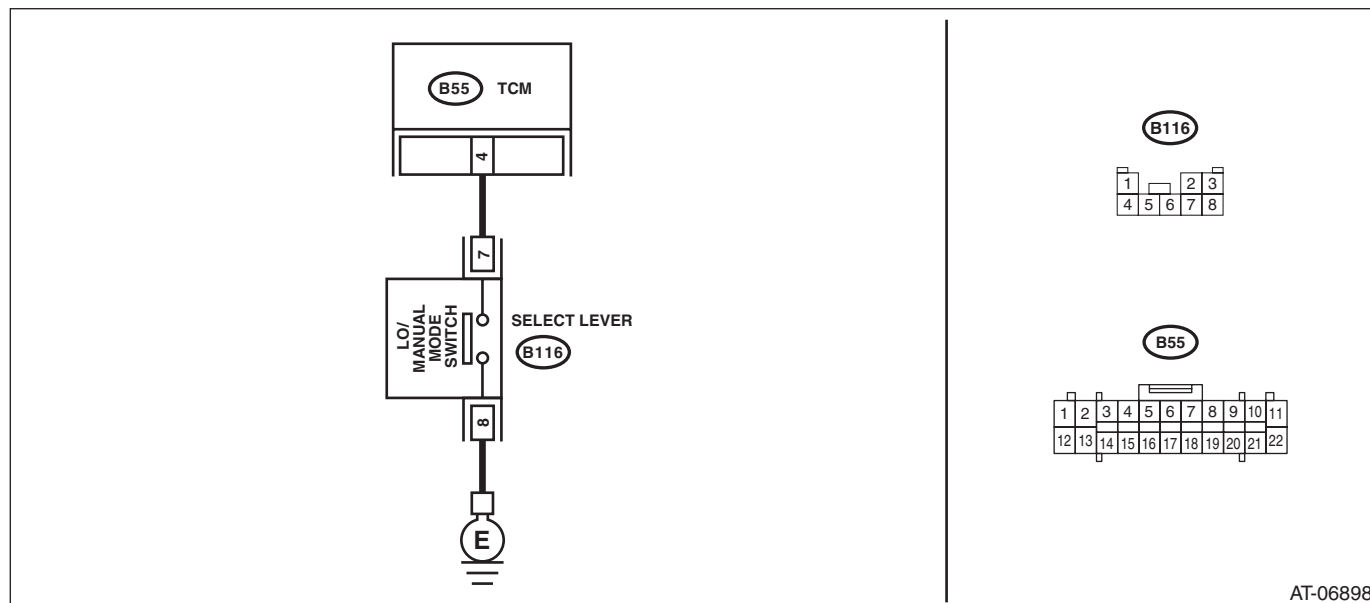 B55 TCM
4
7
LO/
MANUAL
MODE
SWITCH
SELECT LEVER
B116
8
E
B116
1 2 3
4 5 6 7 8
B55
1 2 3 4 5 6 7 8 9 10 11
12 13 14 15 16 17 18 19 20 21 22
AT-06898